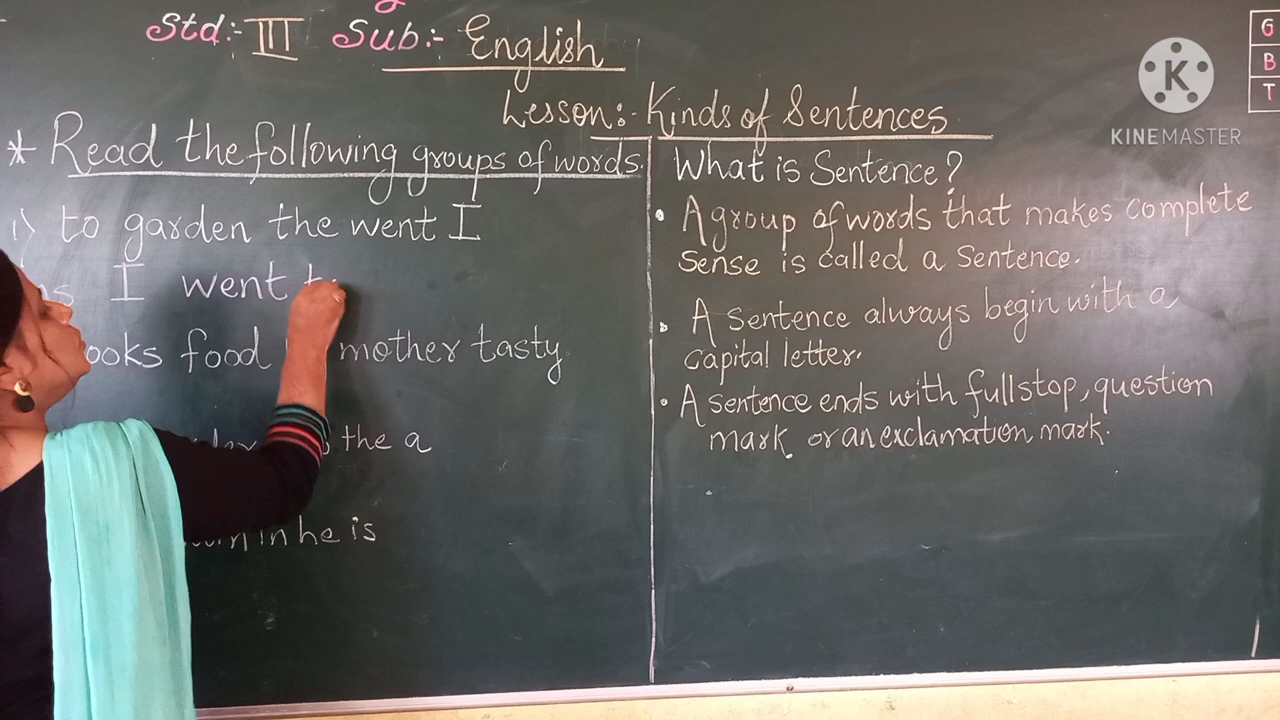 Std:- III Sub:- English
Lesson:- Kinds of Sentences
* Read the following groups of words.
1) to garden the went I
I went
food mother tasty
the a
in he is
What is Sentence?
• A group of words that makes complete
sense is called a sentence.
• A sentence always begin with a
capital letter.
• A sentence ends with fullstop, question
mark or an exclamation mark.
G
B
T
K
KINEMASTER